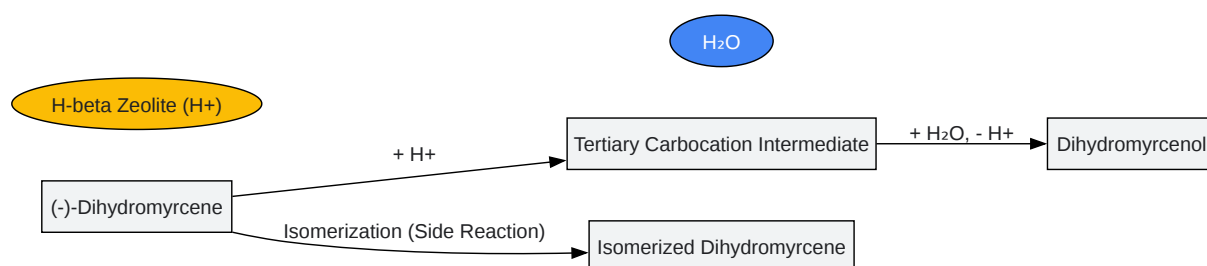 H₂O
H-beta Zeolite (H+)
+ H+
Tertiary Carbocation Intermediate
+ H₂O, - H+
Dihydromyrcenol
(-)-Dihydromyrcene
Isomerization (Side Reaction)
Isomerized Dihydromyrcene